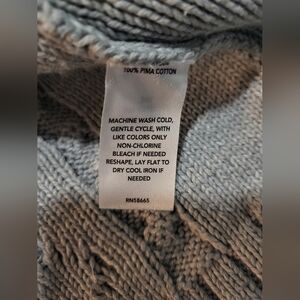 100% PIMA COTTON
MACHINE WASH COLD,
GENTLE CYCLE, WITH
LIKE COLORS ONLY
NON-CHLORINE
BLEACH IF NEEDED
RESHAPE, LAY FLAT TO
DRY COOL IRON IF
NEEDED
RN58665